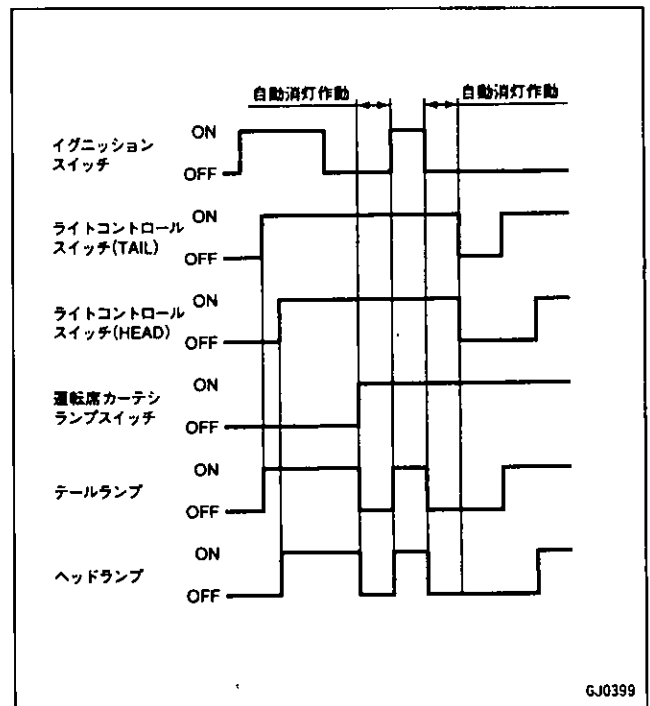 自動消灯作動 自動消灯作動
イグニッション
スイッチ
ON
OFF
ライトコントロール
スイッチ(TAIL)
ON
OFF
ライトコントロール
スイッチ(HEAD)
ON
OFF
運転席カーテシ
ランプスイッチ
ON
OFF
テールランプ
ON
OFF
ヘッドランプ
ON
OFF
GJ0399